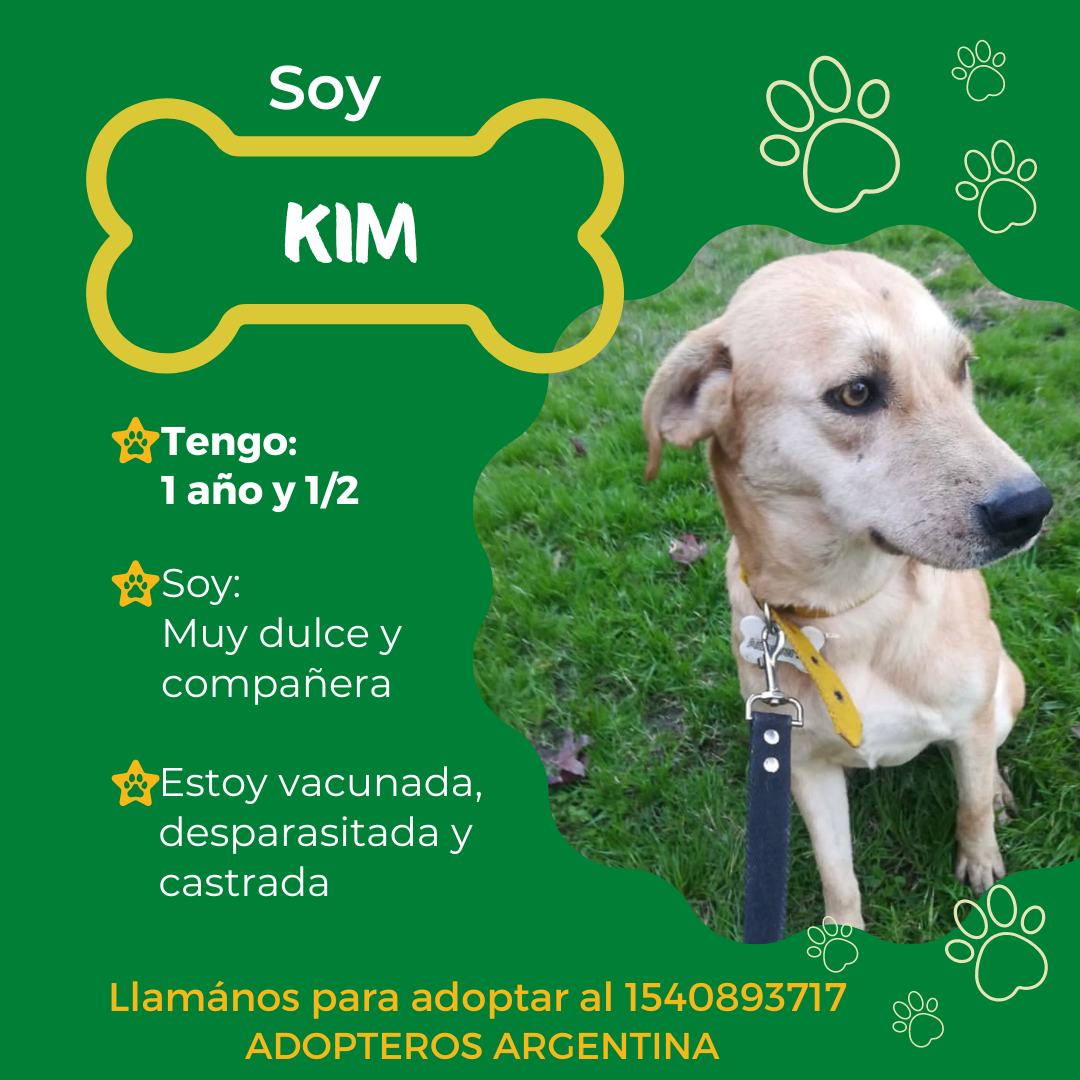 Soy
KIM
Tengo:
1 año y 1/2
Soy:
Muy dulce y
compañera
Estoy vacunada,
desparasitada y
castrada
Llamános para adoptar al 1540893717
ADOPTEROS ARGENTINA